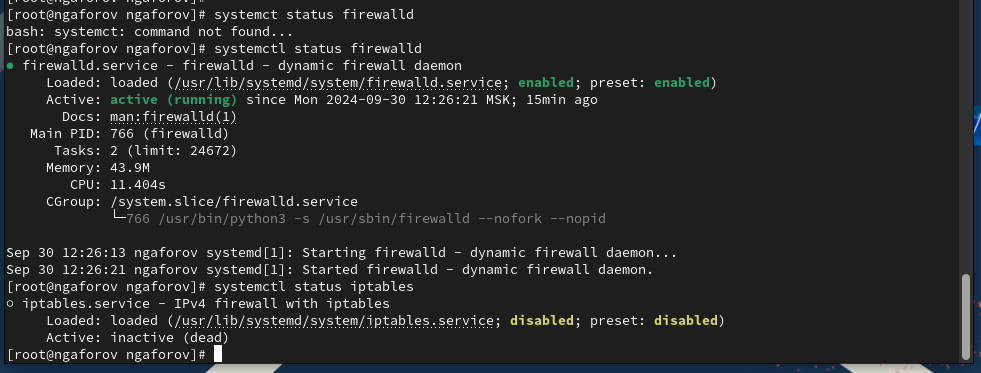 [root@ngaforov ngaforov]# systemct status firewalld
bash: systemct: command not found...
[root@ngaforov ngaforov]# systemctl status firewalld
● firewalld.service - firewalld - dynamic firewall daemon
     Loaded: loaded (/usr/lib/systemd/system/firewalld.service; enabled; preset: enabled)
     Active: active (running) since Mon 2024-09-30 12:26:21 MSK; 15min ago
       Docs: man:firewalld(1)
   Main PID: 766 (firewalld)
      Tasks: 2 (limit: 24672)
     Memory: 43.9M
        CPU: 11.404s
     CGroup: /system.slice/firewalld.service
             └─766 /usr/bin/python3 -s /usr/sbin/firewalld --nofork --nopid
Sep 30 12:26:13 ngaforov systemd[1]: Starting firewalld - dynamic firewall daemon...
Sep 30 12:26:21 ngaforov systemd[1]: Started firewalld - dynamic firewall daemon.
[root@ngaforov ngaforov]# systemctl status iptables
○ iptables.service - IPv4 firewall with iptables
     Loaded: loaded (/usr/lib/systemd/system/iptables.service; disabled; preset: disabled)
     Active: inactive (dead)
[root@ngaforov ngaforov]#